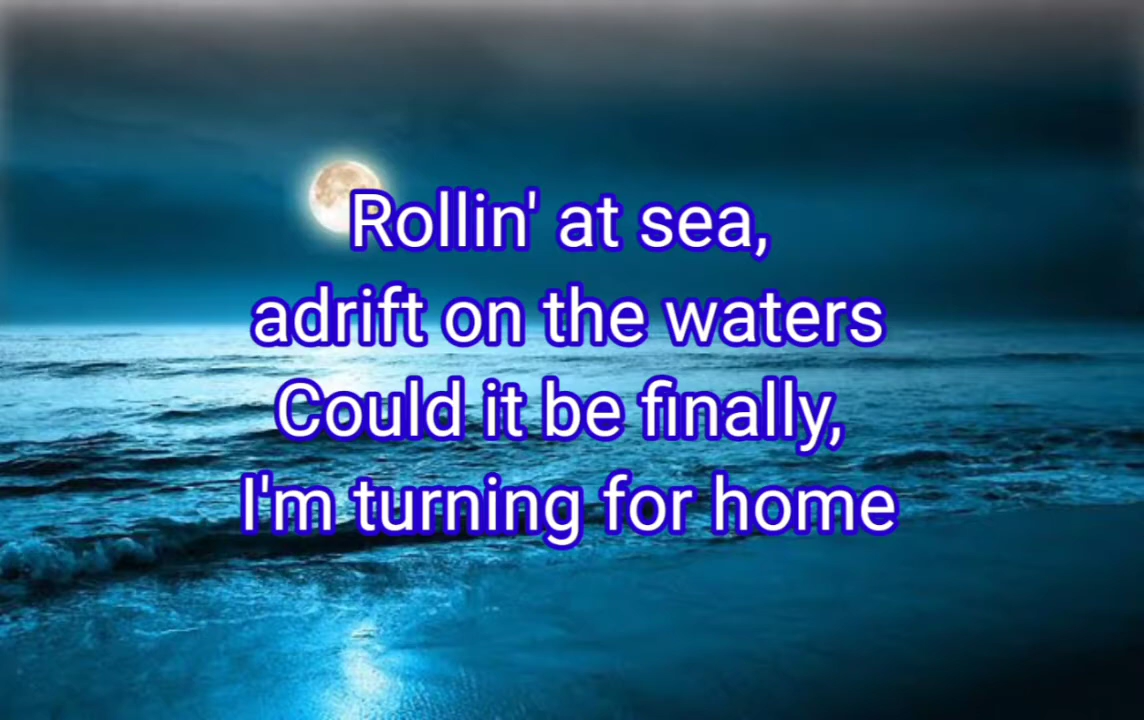 Rollin' at sea,
adrift on the waters
Could it be finally,
I'm turning for home